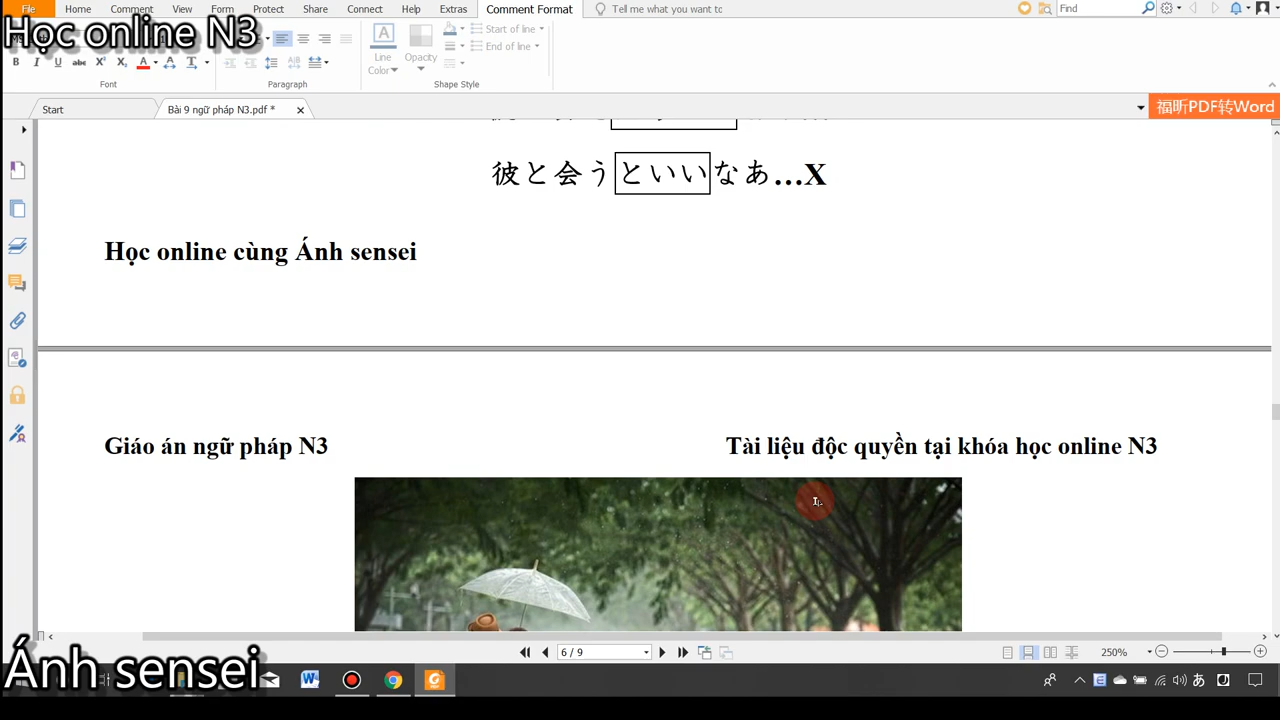 File Home Comment View Form Protect Share Connect Help Extras Comment Format Tell me what you want tc Find
Học online N3
Line Color
Opacity
Start of line
End of line
Font Paragraph Shape Style
Start Bài 9 ngữ pháp N3.pdf * 福昕PDF转Word
彼と会うといいなあ…X
Học online cùng Ánh sensei
Giáo án ngữ pháp N3 Tài liệu độc quyền tại khóa học online N3
6 / 9 250%
Ánh sensei
あ